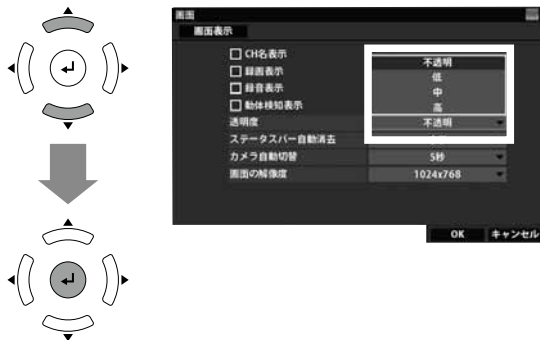 画面
画面表示
CH名表示
録画表示
録音表示
動体検知表示
透明度 不透明
不透明
低
中
高
ステータスバー自動消去
カメラ自動切替 5秒
画面の解像度 1024x768
OK キャンセル